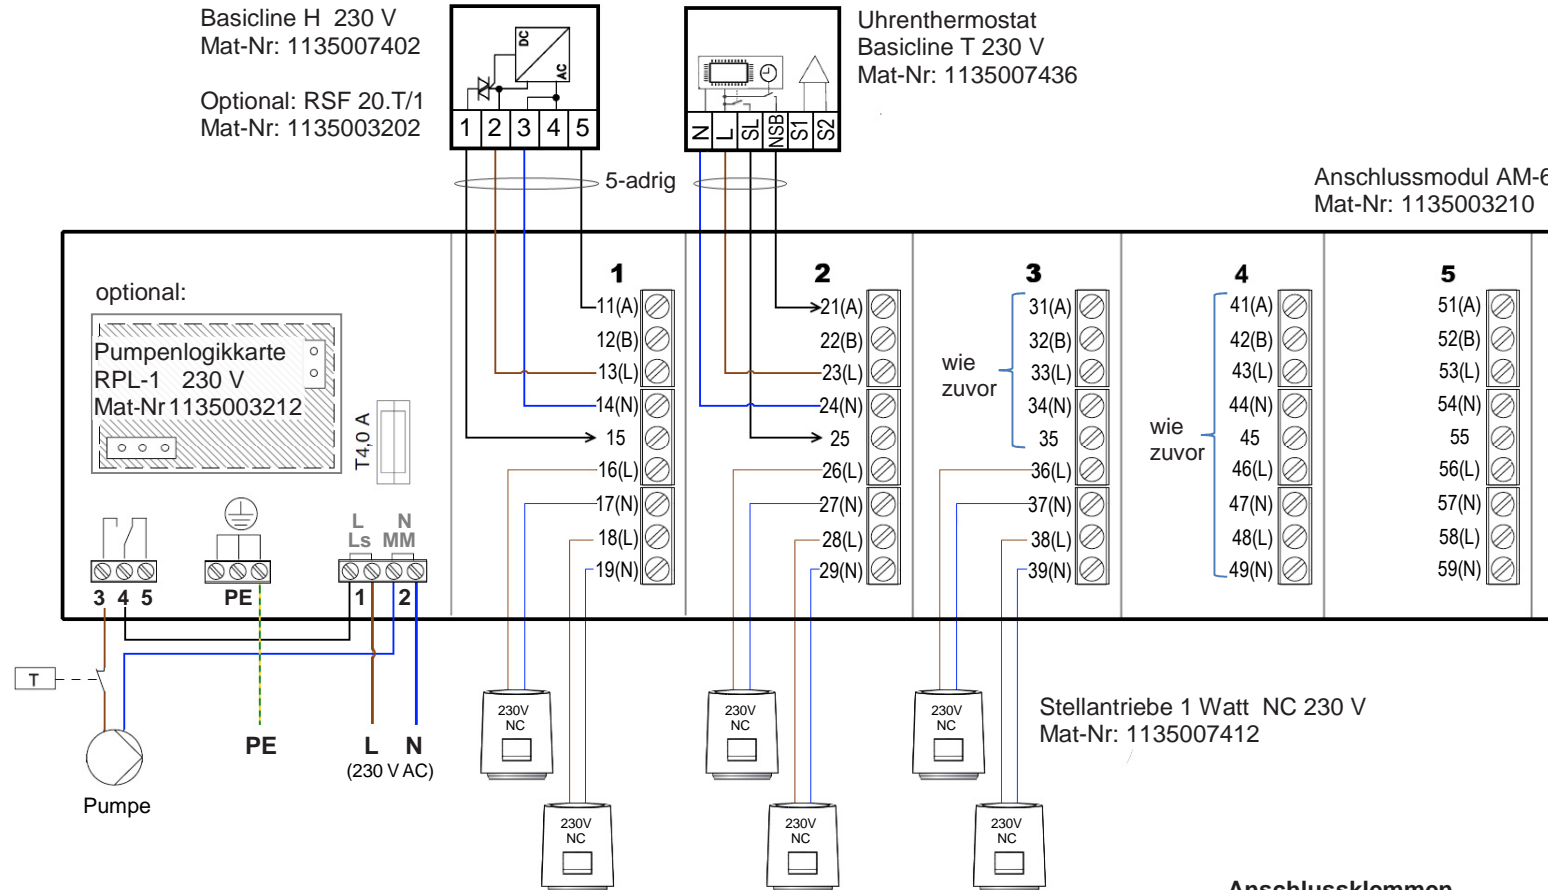 Basicline H 230 V
Mat-Nr: 1135007402
Optional: RSF 20.T/1
Mat-Nr: 1135003202
DC
AC
1 2 3 4 5
N L SL NSB S1 S2
Uhrenthermostat
Basicline T 230 V
Mat-Nr: 1135007436
5-adrig
Anschlussmodul AM-6
Mat-Nr: 1135003210
optional:
Pumpenlogikkarte
RPL-1 230 V
Mat-Nr 1135003212
T4,0 A
L N
Ls MM
3 4 5
PE
1 2
1
11(A)
12(B)
13(L)
14(N)
15
16(L)
17(N)
18(L)
19(N)
2
21(A)
22(B)
23(L)
24(N)
25
26(L)
27(N)
28(L)
29(N)
3
wie
zuvor
31(A)
32(B)
33(L)
34(N)
35
36(L)
37(N)
38(L)
39(N)
4
wie
zuvor
41(A)
42(B)
43(L)
44(N)
45
46(L)
47(N)
48(L)
49(N)
5
51(A)
52(B)
53(L)
54(N)
55
56(L)
57(N)
58(L)
59(N)
T
Pumpe
PE
L N
(230 V AC)
230V
NC
230V
NC
230V
NC
230V
NC
230V
NC
230V
NC
Stellantriebe 1 Watt NC 230 V
Mat-Nr: 1135007412
Anschlussklemmen